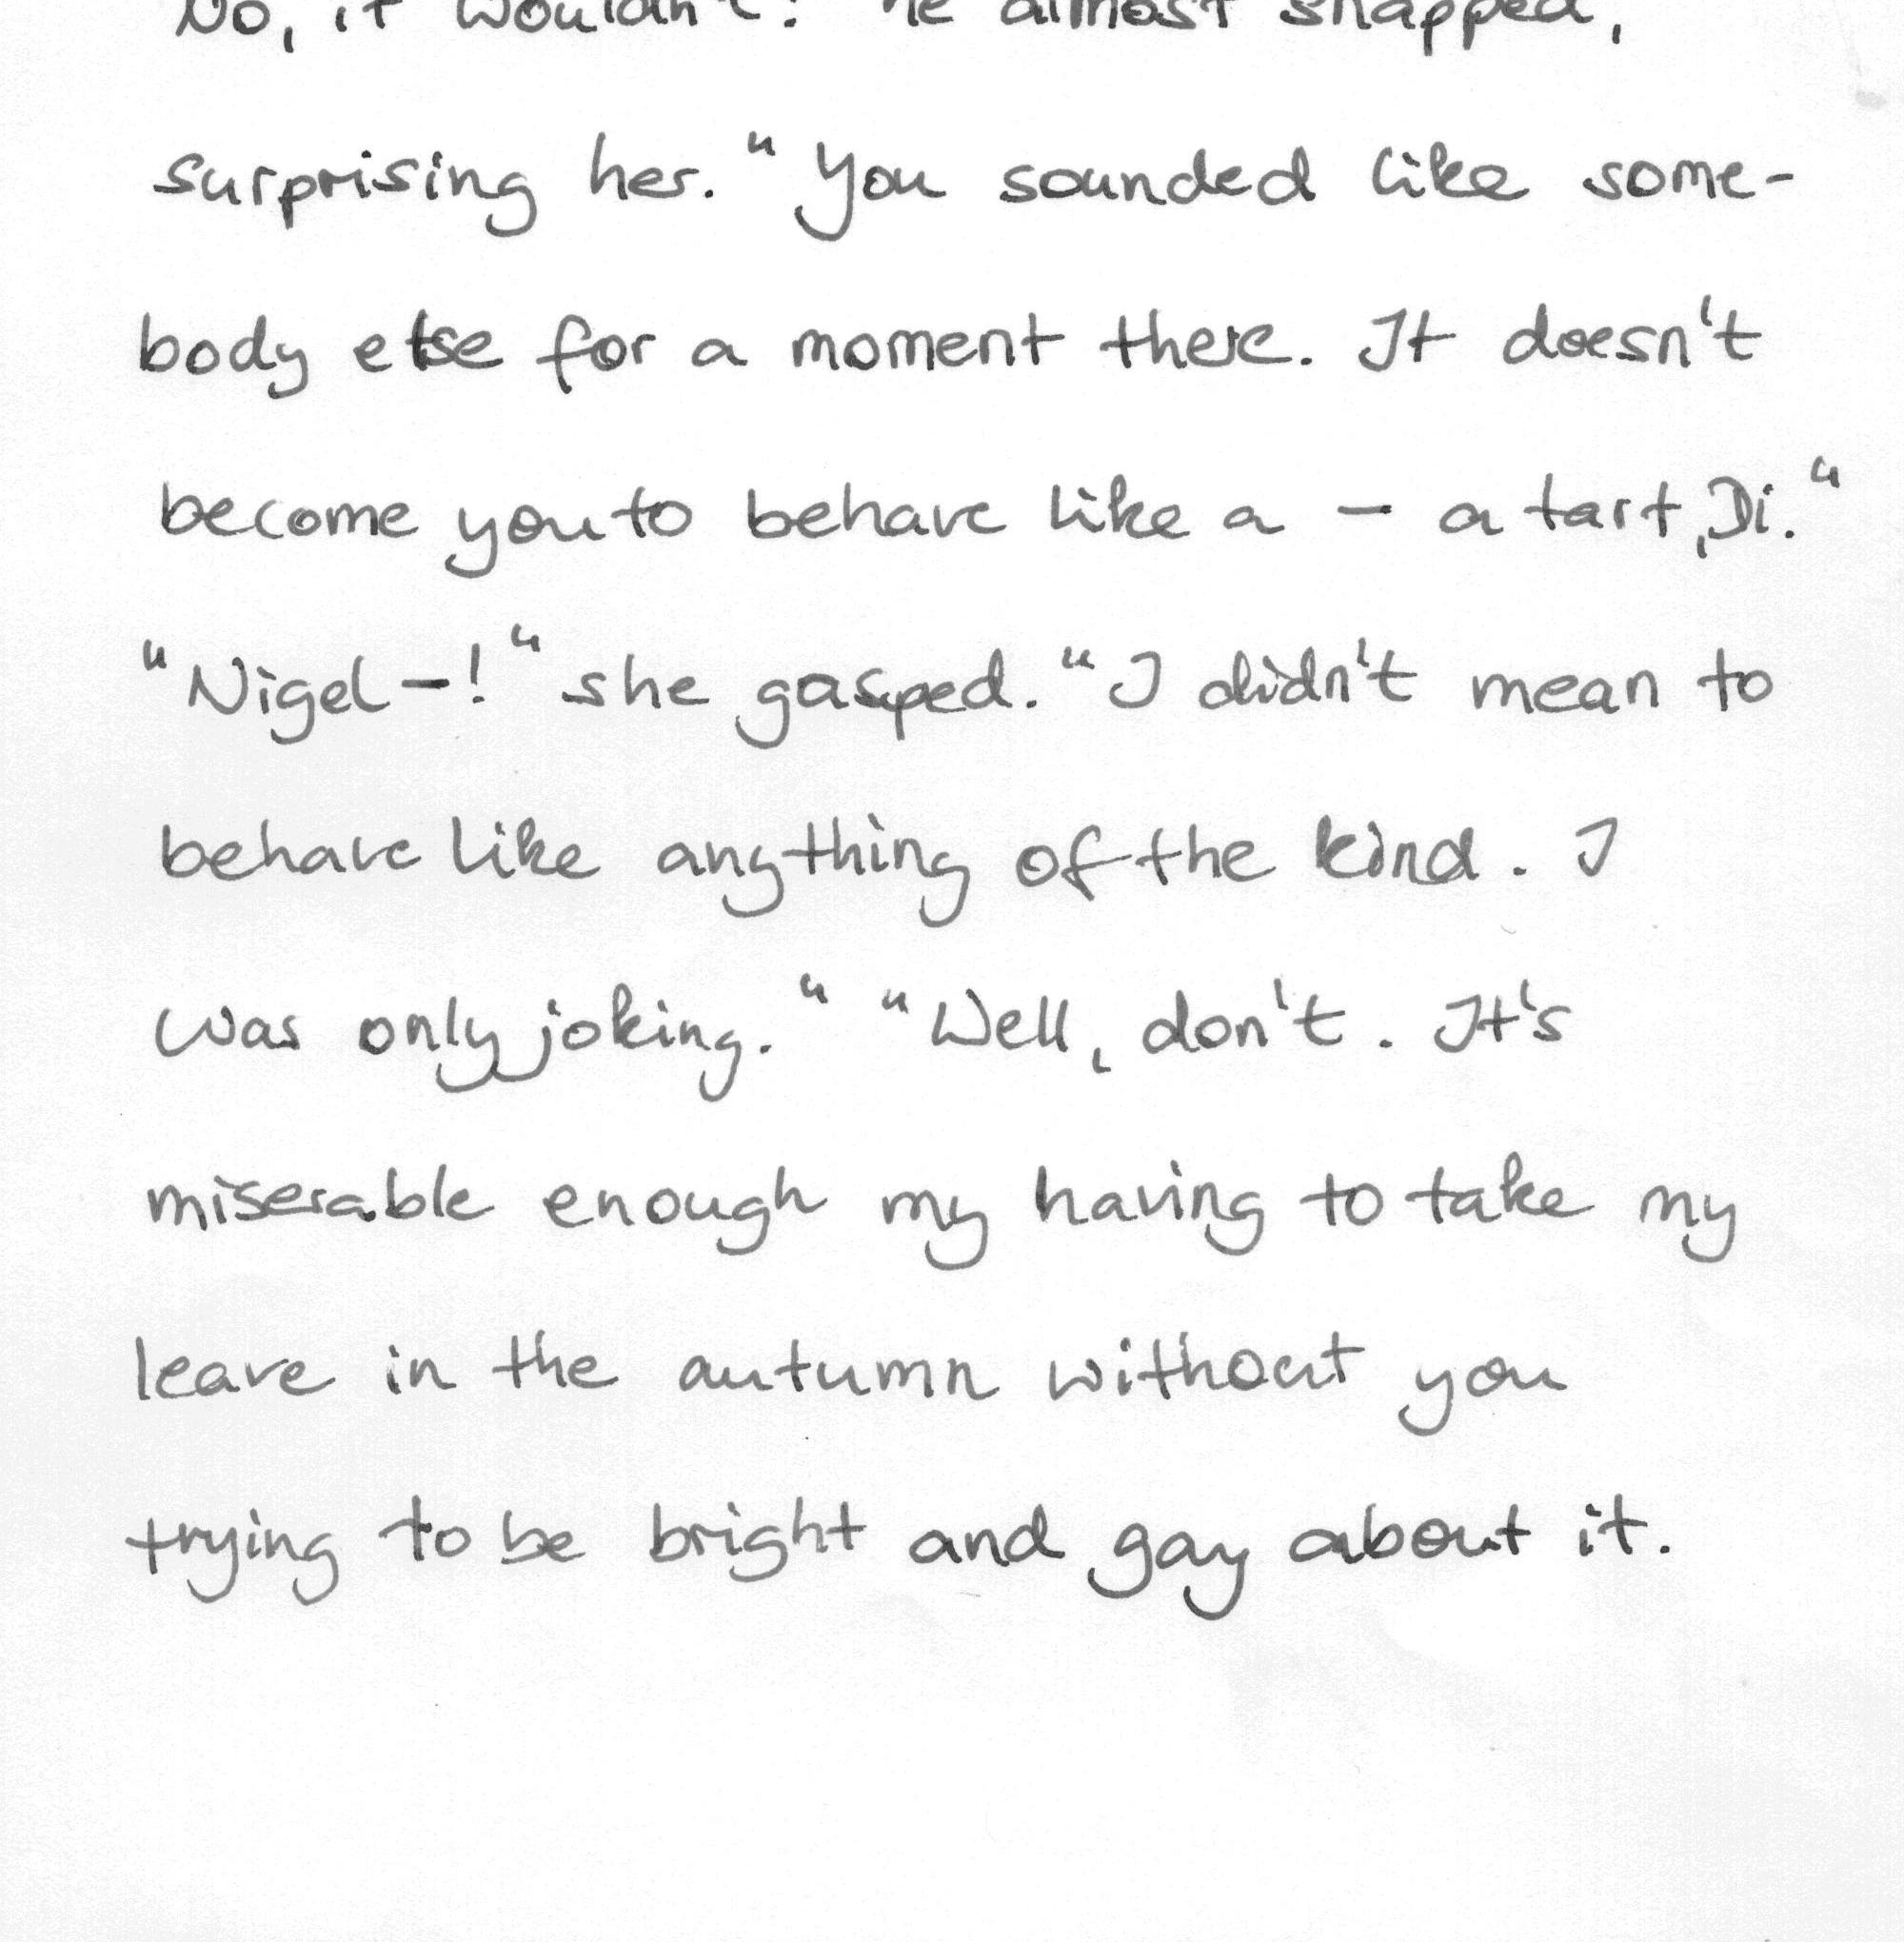 No, it wouldn't! he almost snapped,
surprising her. "You sounded like some-
body else for a moment there. It doesn't
become you to behave like a - a tart, Di."
"Nigel -!" she gasped. "I didn't mean to
behave like anything of the kind. I
was only joking." "Well, don't. It's
miserable enough my having to take my
leave in the autumn without you
trying to be bright and gay about it.